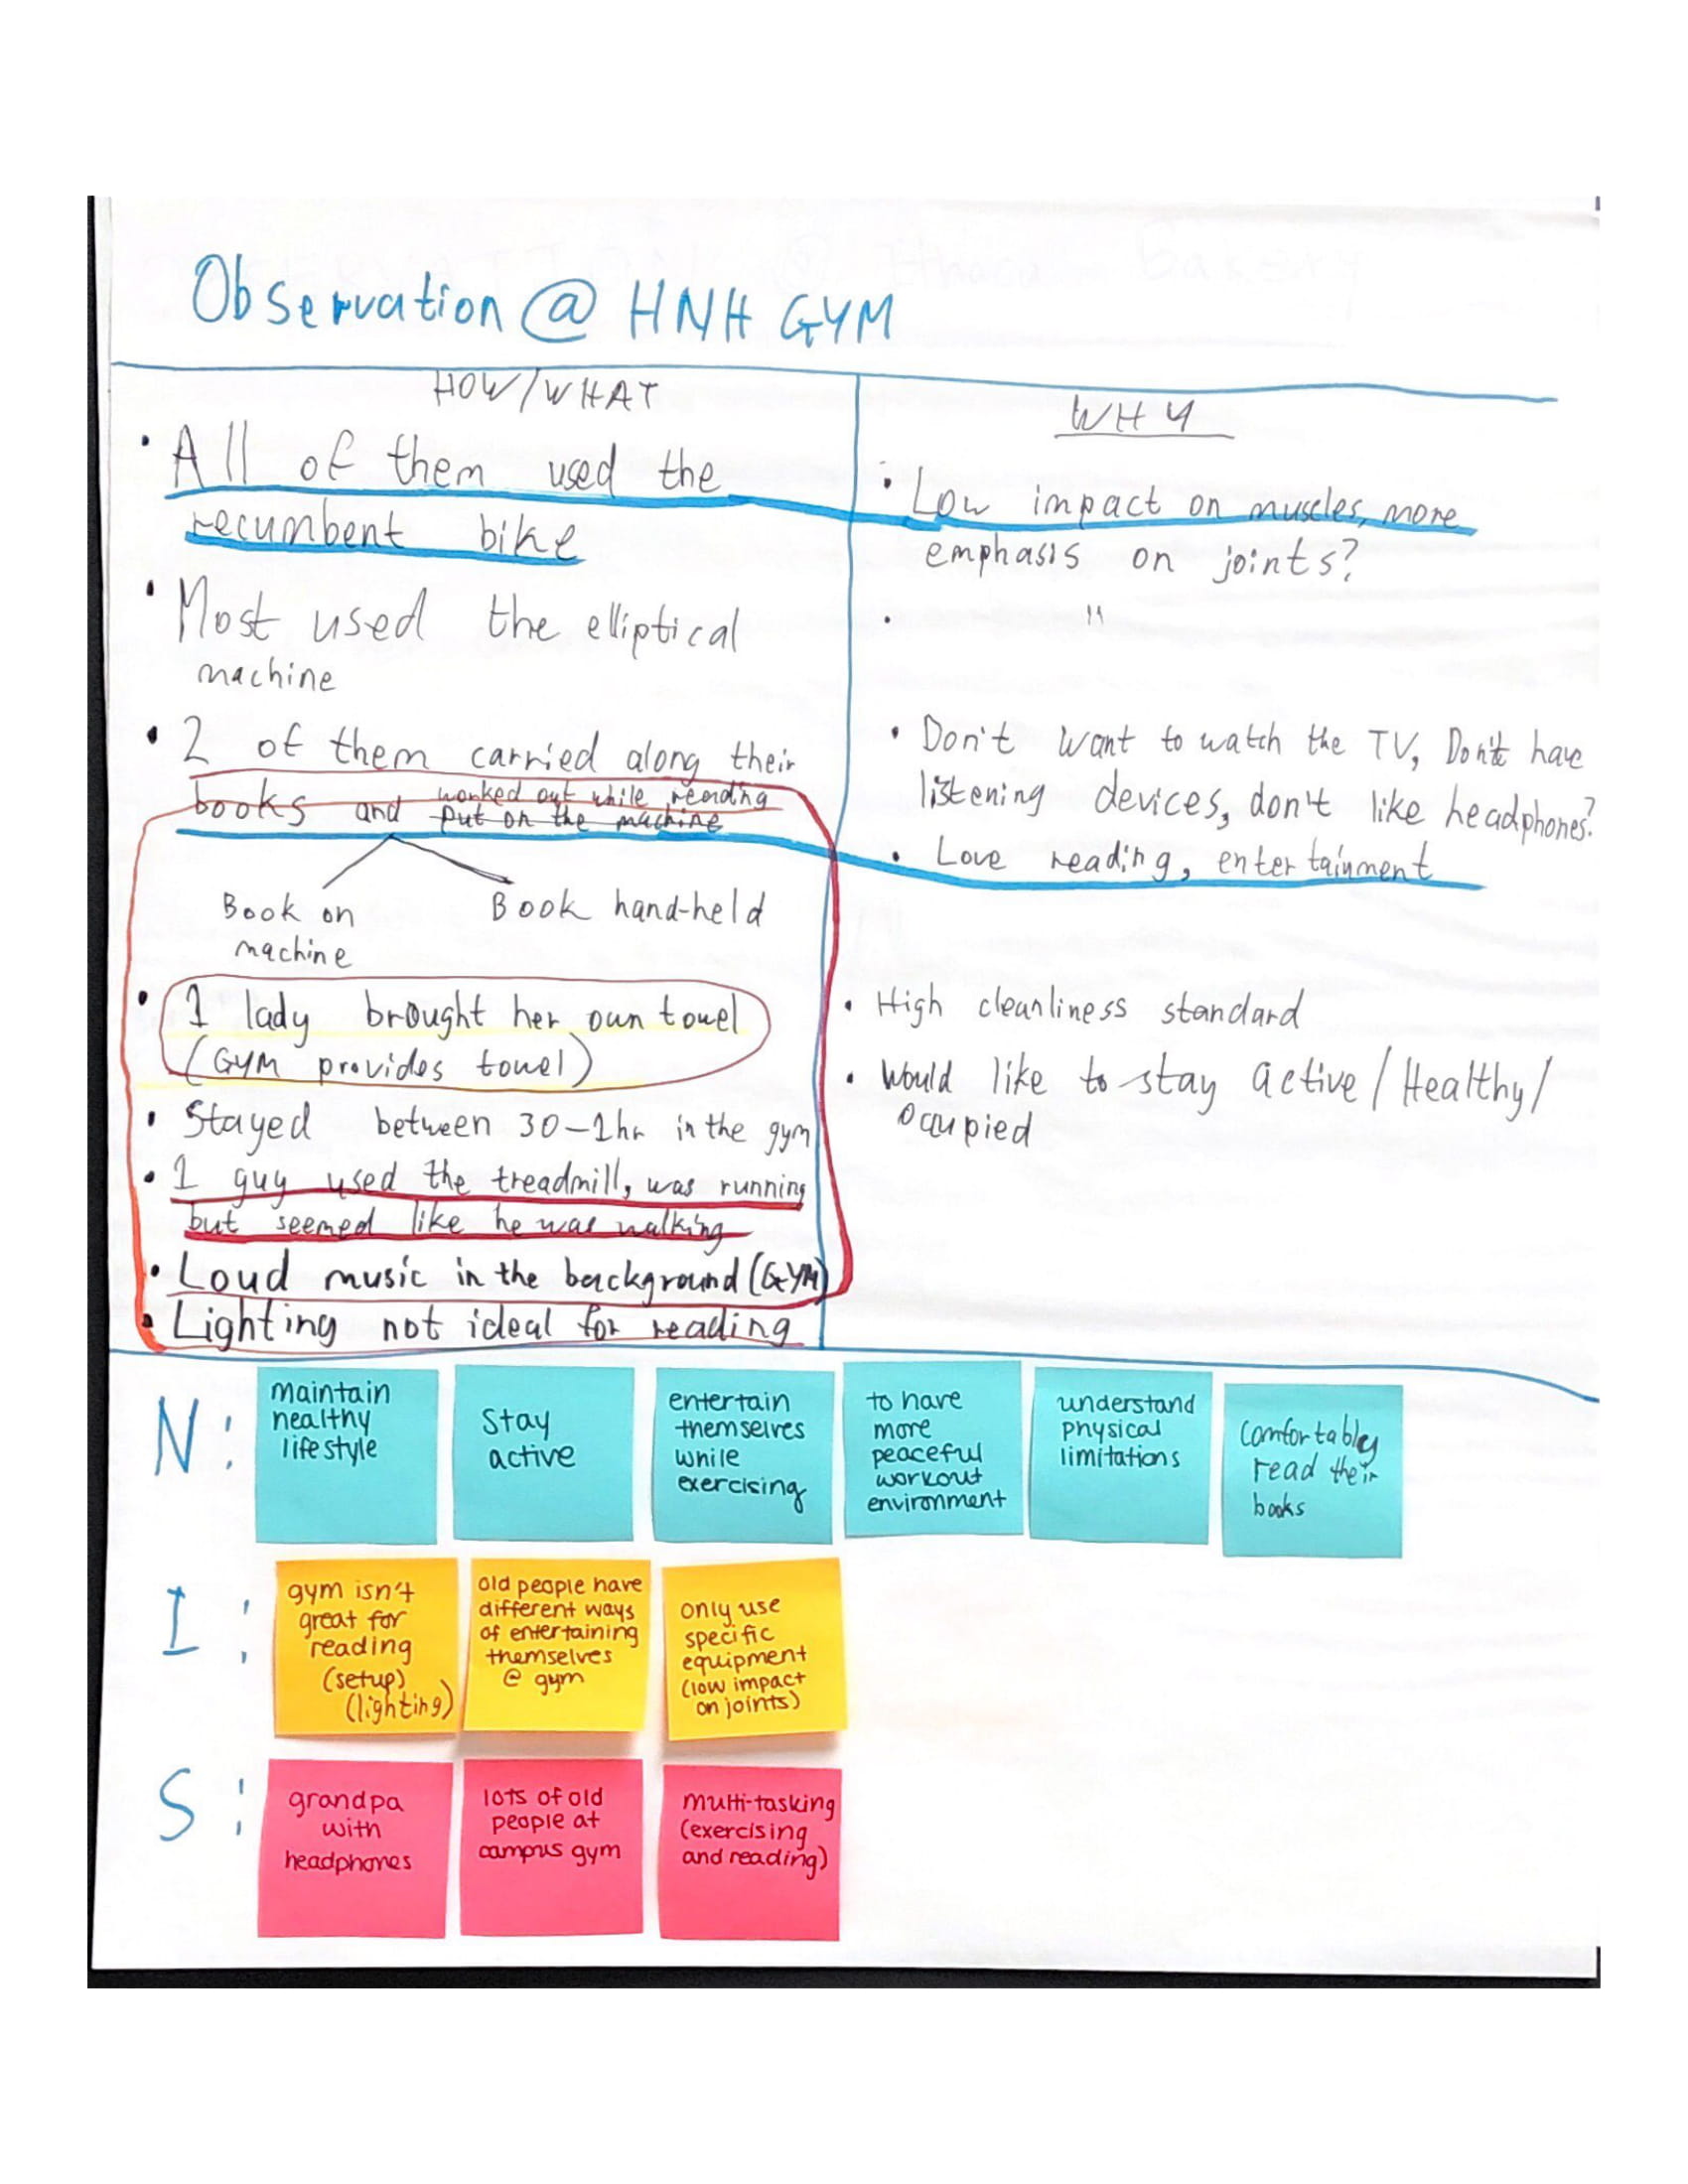 Observation @ HNH GYM
HOW/WHAT
• All of them used the
recumbent bike
• Most used the elliptical
machine
• 2 of them carried along their
books and worked out while reading
put on the machine
Book on
machine
Book hand-held
• 1 lady brought her own towel
(GYM provides towel)
• Stayed between 30-1hr in the gym
• 1 guy used the treadmill, was running
but seemed like he was walking
• Loud music in the background (GYM)
• Lighting not ideal for reading
WHY
• Low impact on muscles, more
emphasis on joints?
• "
• Don't want to watch the TV, Don't have
listening devices, don't like headphones?
• Love reading, entertainment
• High cleanliness standard
• Would like to stay active/Healthy/
Occupied
N:
maintain
healthy
lifestyle
Stay
active
entertain
themselves
while
exercising
to have
more
peaceful
workout
environment
understand
physical
limitations
Comfortably
read their
books
I:
gym isn't
great for
reading
(setup)
(lighting)
old people have
different ways
of entertaining
themselves
@ gym
only use
specific
equipment
(low impact
on joints)
S:
grandpa
with
headphones
lots of old
people at
campus gym
multi-tasking
(exercising
and reading)